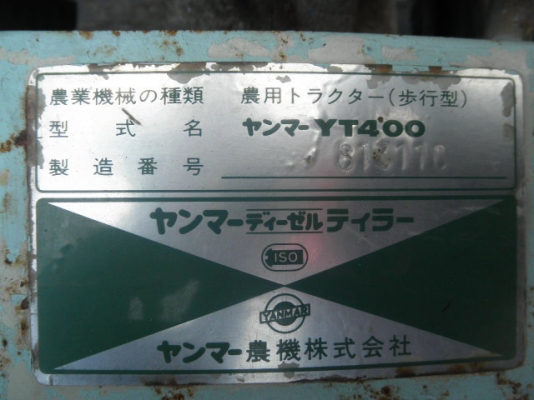 農業機械の種類 農用トラクター(歩行型)
型式名 ヤンマーYT400
製造番号
ヤンマーディーゼルティラー
ISO
YANMAR
ヤンマー農機株式会社